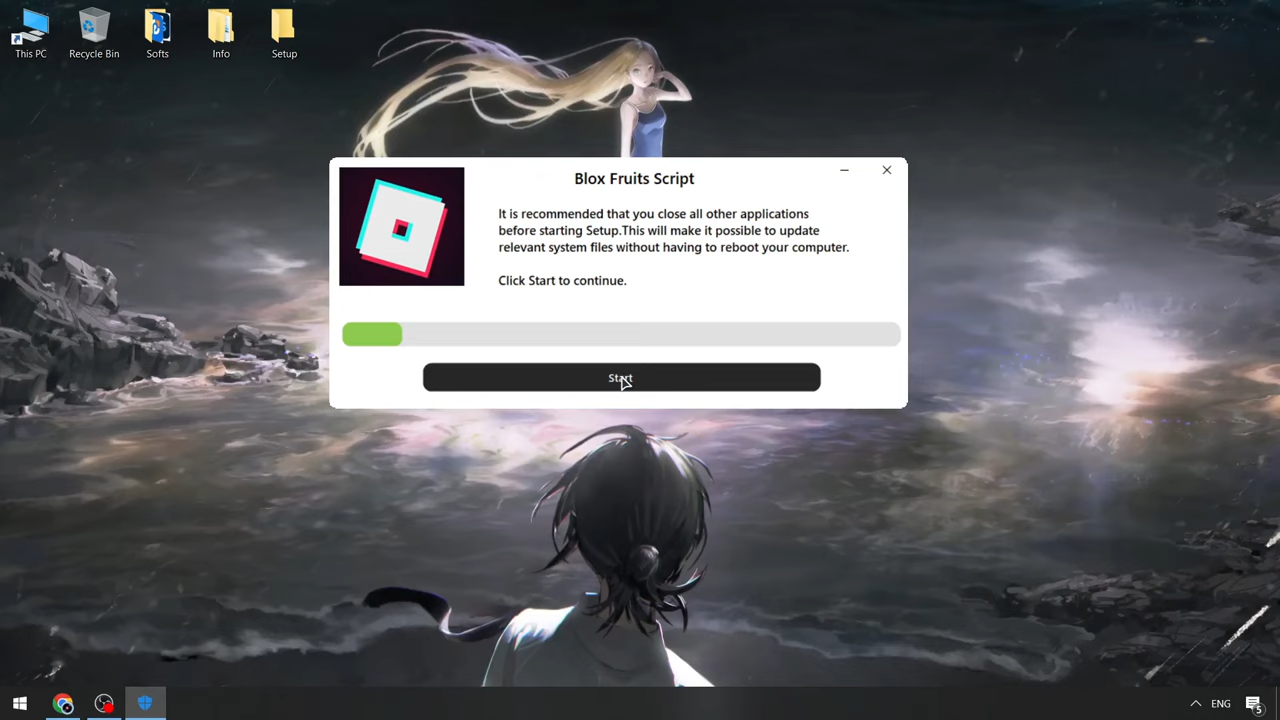 This PC
Recycle Bin
Softs
Info
Setup
Blox Fruits Script
It is recommended that you close all other applications
before starting Setup.This will make it possible to update
relevant system files without having to reboot your computer.
Click Start to continue.
Start
ENG
5